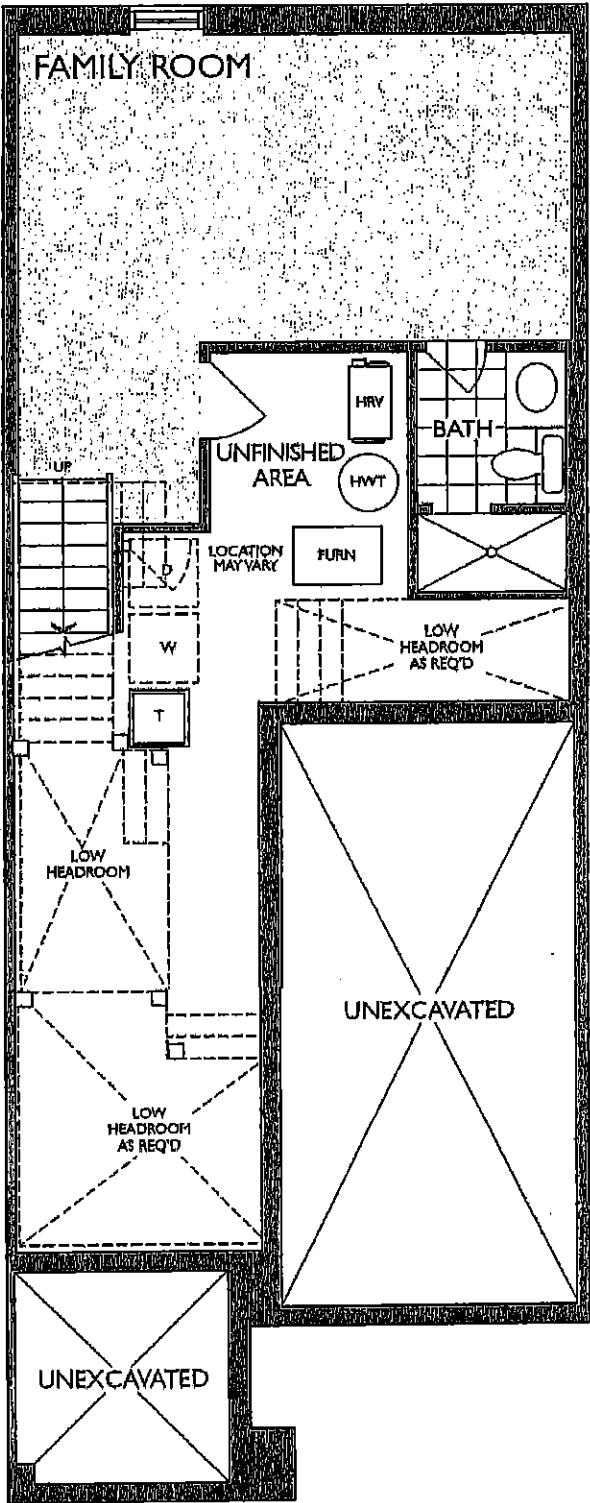 FAMILY ROOM
HRV
BATH
UNFINISHED
AREA
HWT
UP
LOCATION
MAY VARY
FURN
D
W
LOW
HEADROOM
AS REQ'D
T
LOW
HEADROOM
UNEXCAVATED
LOW
HEADROOM
AS REQ'D
UNEXCAVATED